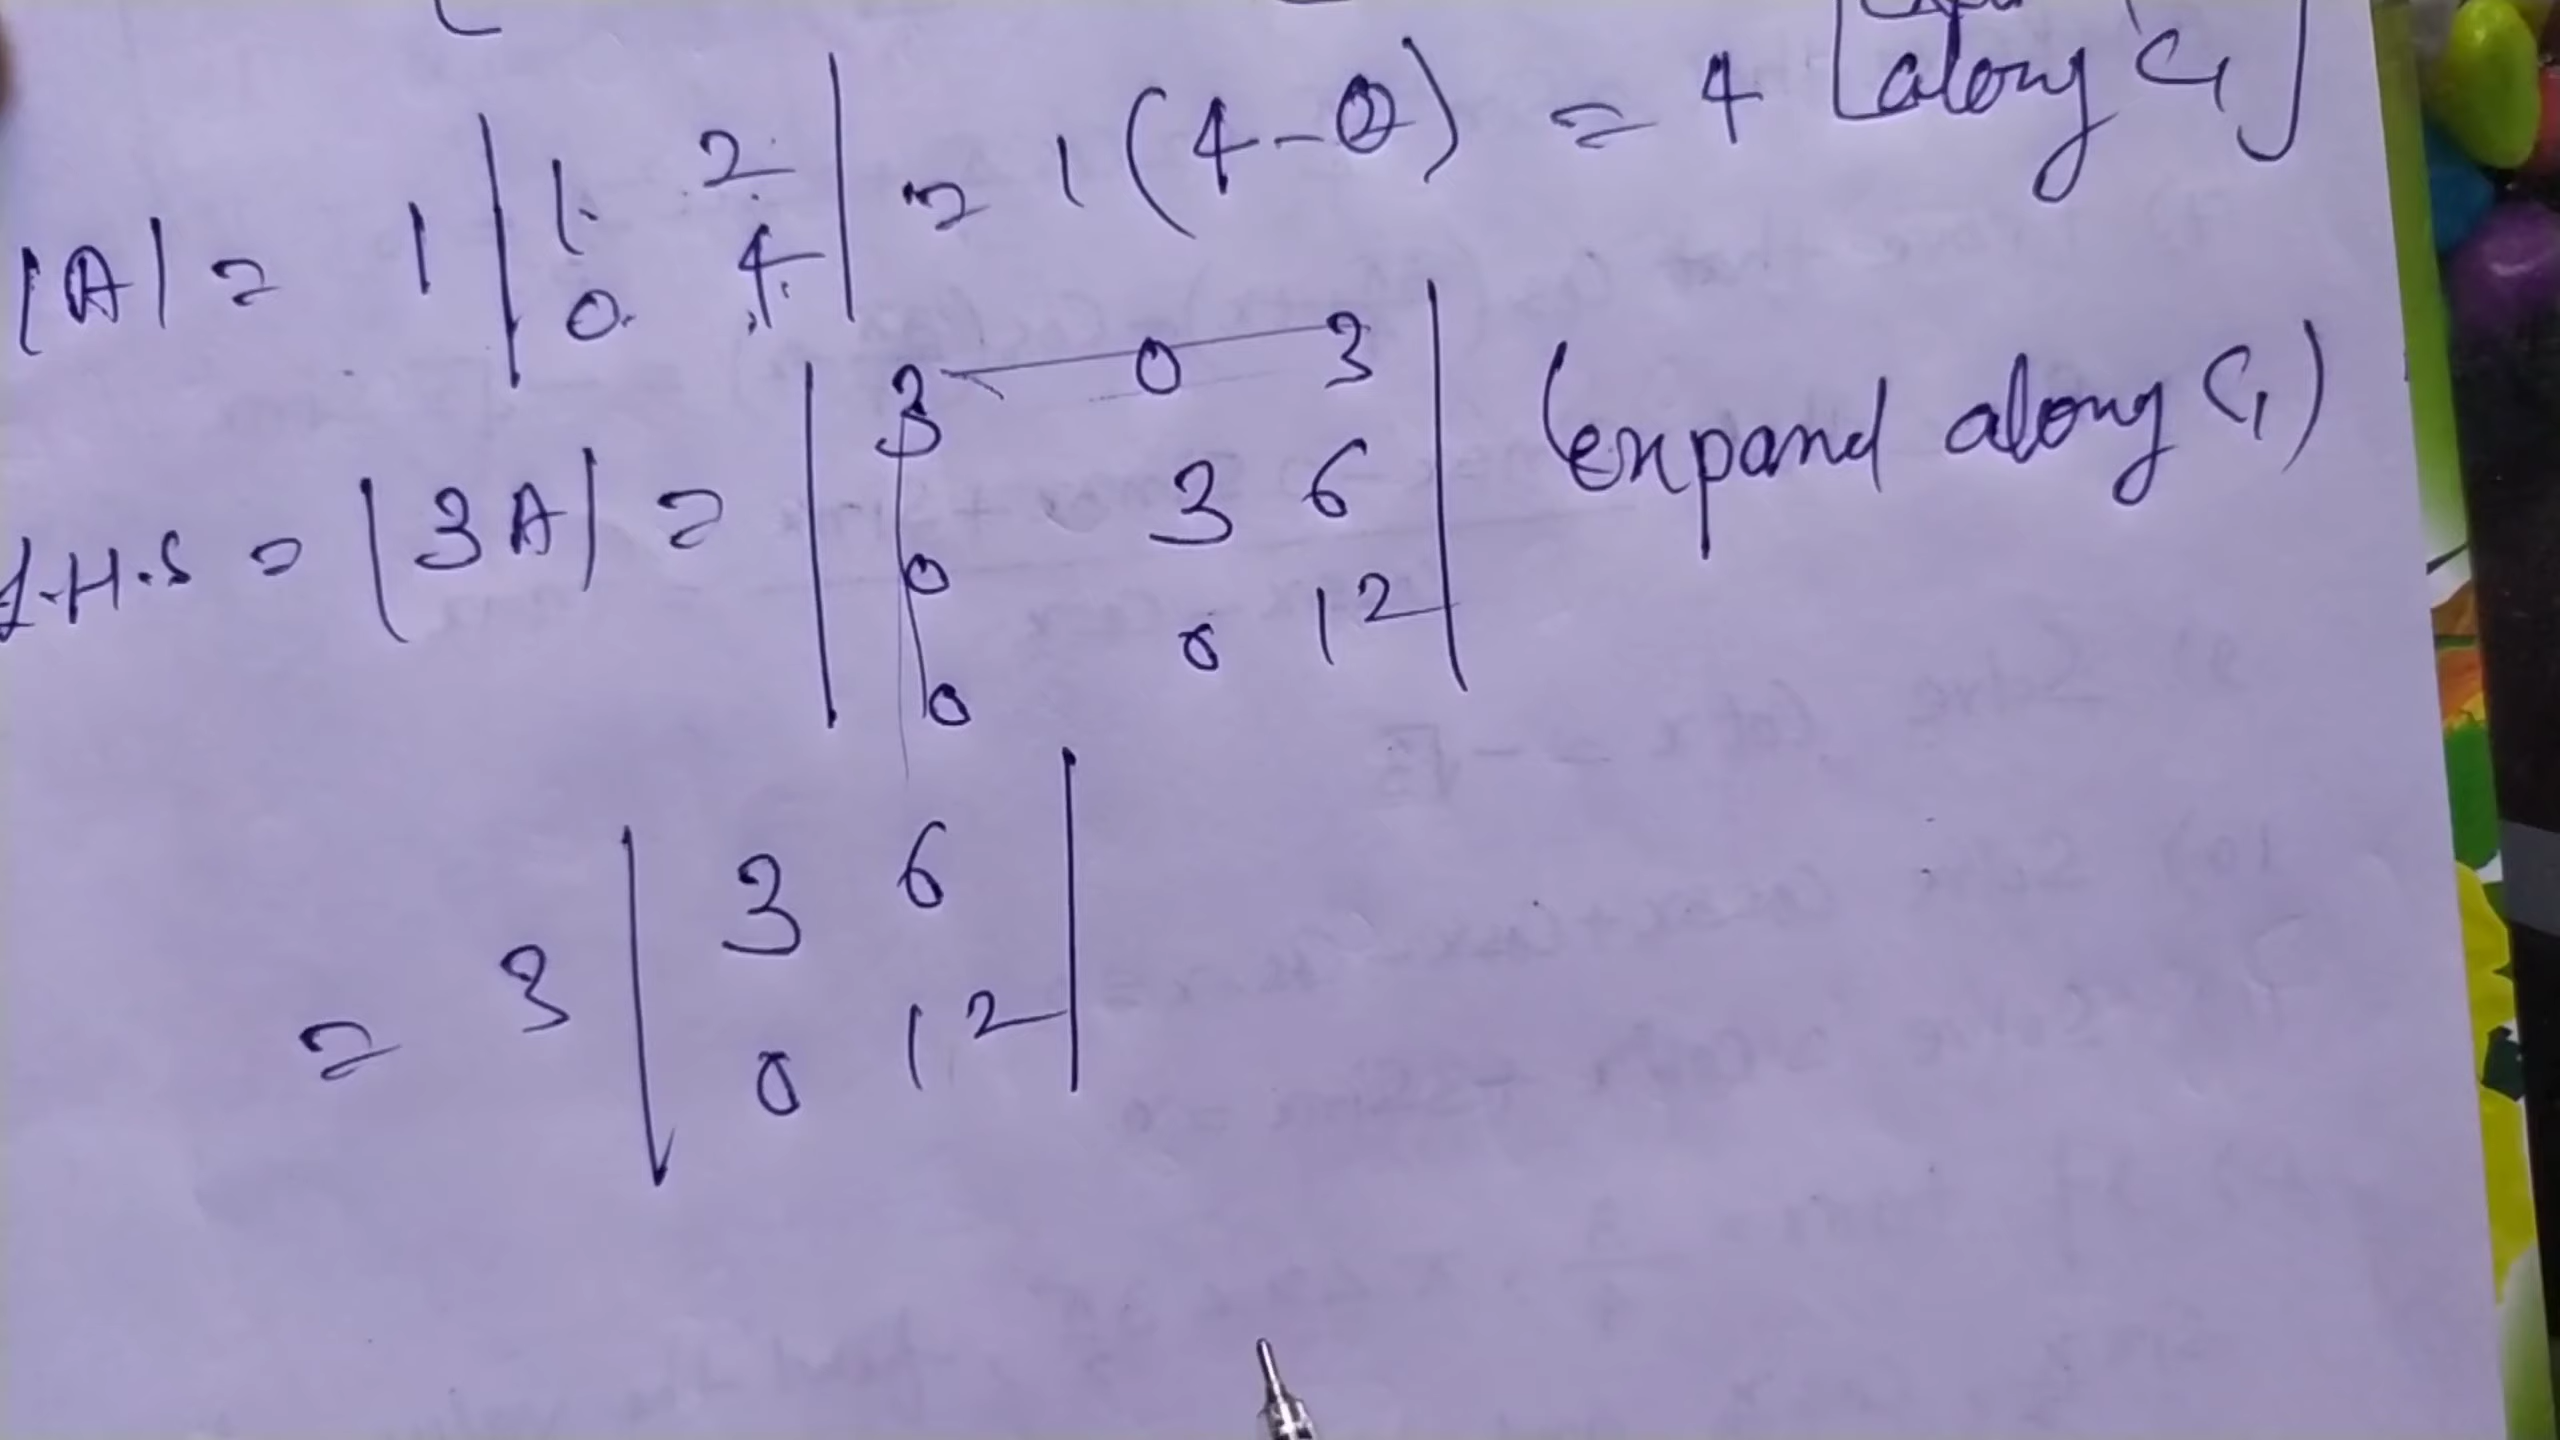 |A| = 1 | 1 2 | = 1 (4-0) = 4 [along C1]
0 4
L.H.S = |3A| = | 3 0 3 | (expand along C1)
0 3 6
0 0 12
= 3 | 3 6 |
0 12